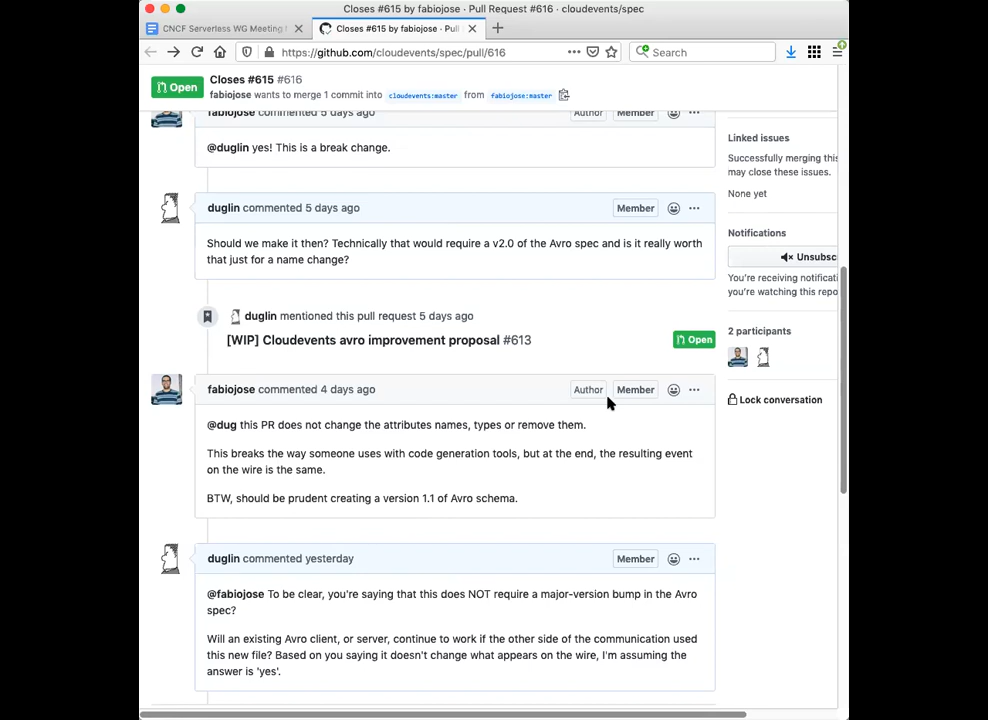 Closes #615 by fabiojose · Pull Request #616 · cloudevents/spec
CNCF Serverless WG Meeting
Closes #615 by fabiojose · Pull
https://github.com/cloudevents/spec/pull/616
Search
Open
Closes #615 #616
fabiojose wants to merge 1 commit into cloudevents:master from fabiojose:master
fabiojose commented 5 days ago
Author
Member
@duglin yes! This is a break change.
duglin commented 5 days ago
Member
Should we make it then? Technically that would require a v2.0 of the Avro spec and is it really worth
that just for a name change?
duglin mentioned this pull request 5 days ago
[WIP] Cloudevents avro improvement proposal #613
Open
fabiojose commented 4 days ago
Author
Member
@dug this PR does not change the attributes names, types or remove them.
This breaks the way someone uses with code generation tools, but at the end, the resulting event
on the wire is the same.
BTW, should be prudent creating a version 1.1 of Avro schema.
duglin commented yesterday
Member
@fabiojose To be clear, you're saying that this does NOT require a major-version bump in the Avro
spec?
Will an existing Avro client, or server, continue to work if the other side of the communication used
this new file? Based on you saying it doesn't change what appears on the wire, I'm assuming the
answer is 'yes'.
Linked issues
Successfully merging this
may close these issues.
None yet
Notifications
Unsubsc
You're receiving notificati
you're watching this repo
2 participants
Lock conversation